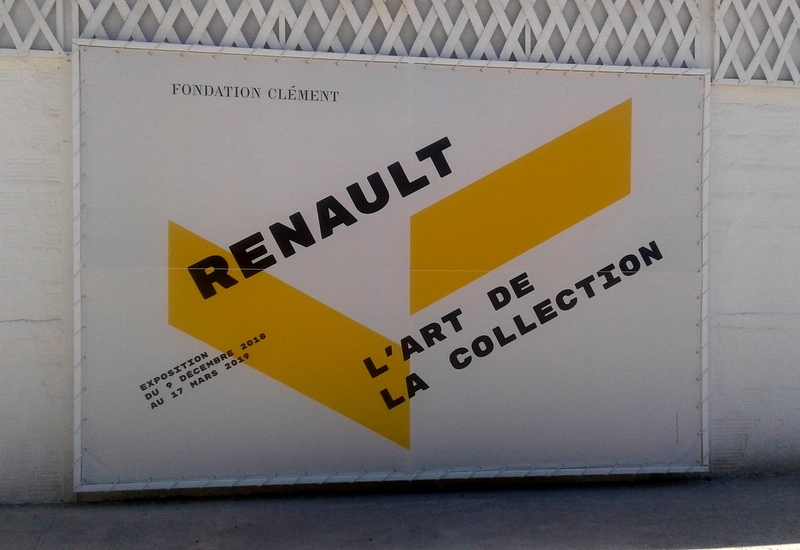 FONDATION CLÉMENT
RENAULT
L'ART DE
LA COLLECTION
EXPOSITION
DU 9 DÉCEMBRE 2018
AU 17 MARS 2019